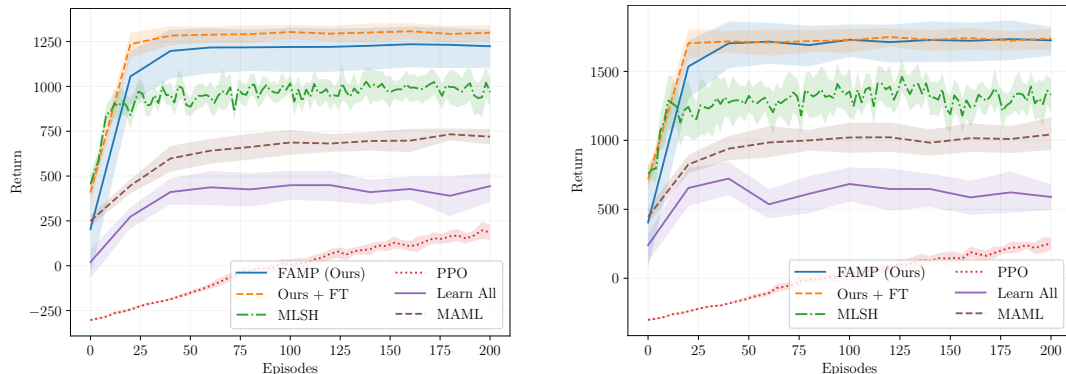 1250
1000
750
500
250
0
−250
Return
0
25
50
75
100
125
150
175
200
Episodes
FAMP (Ours)
Ours + FT
MLSH
PPO
Learn All
MAML
1500
1000
500
0
Return
0
25
50
75
100
125
150
175
200
Episodes
FAMP (Ours)
Ours + FT
MLSH
PPO
Learn All
MAML